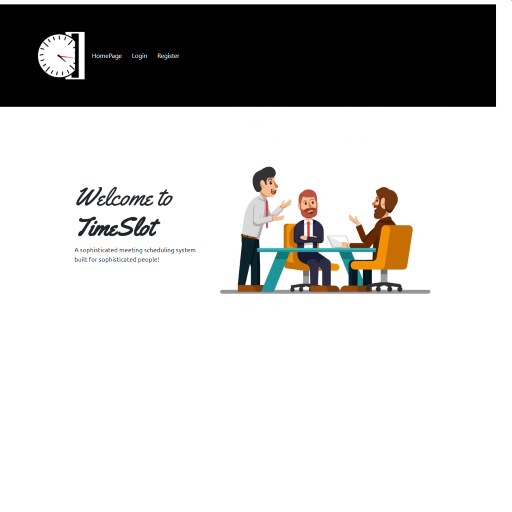 HomePage Login Register
Welcome to
TimeSlot
A sophisticated meeting scheduling system
built for sophisticated people!